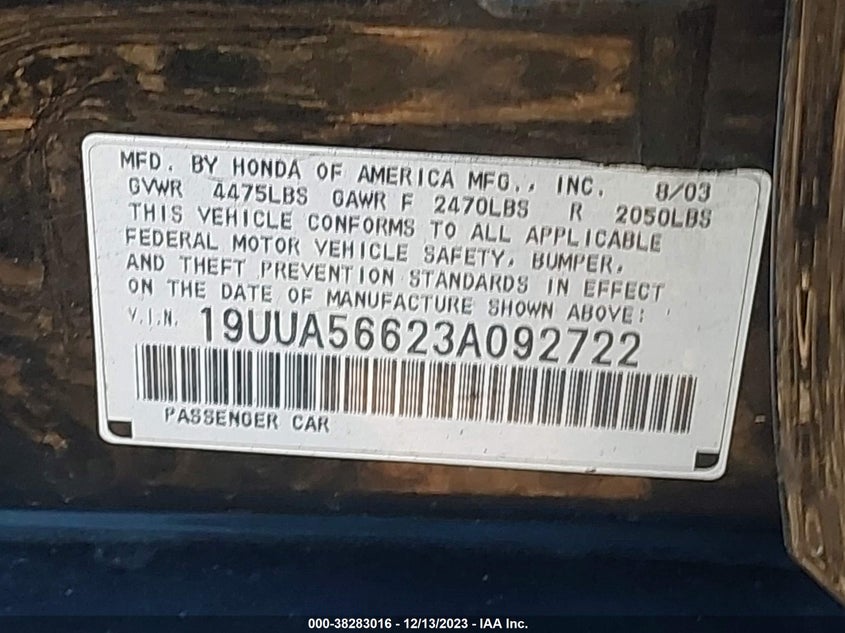 MFD. BY HONDA OF AMERICA MFG., INC. 8/03
GVWR 4475LBS GAWR F 2470LBS R 2050LBS
THIS VEHICLE CONFORMS TO ALL APPLICABLE
FEDERAL MOTOR VEHICLE SAFETY, BUMPER,
AND THEFT PREVENTION STANDARDS IN EFFECT
ON THE DATE OF MANUFACTURE SHOWN ABOVE:
V.I.N. 19UUA56623A092722
PASSENGER CAR
000-38283016 - 12/13/2023 - IAA Inc.